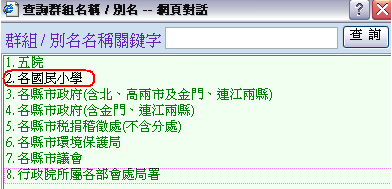 查詢群組名稱 / 別名 -- 網頁對話
群組 / 別名名稱關鍵字 查 詢
1. 五院
2. 各國民小學
3. 各縣市政府(含北、高兩市及金門、連江兩縣)
4. 各縣市政府(含金門、連江兩縣)
5. 各縣市稅捐稽徵處(不含分處)
6. 各縣市環境保護局
7. 各縣市議會
8. 行政院所屬各部會處局署